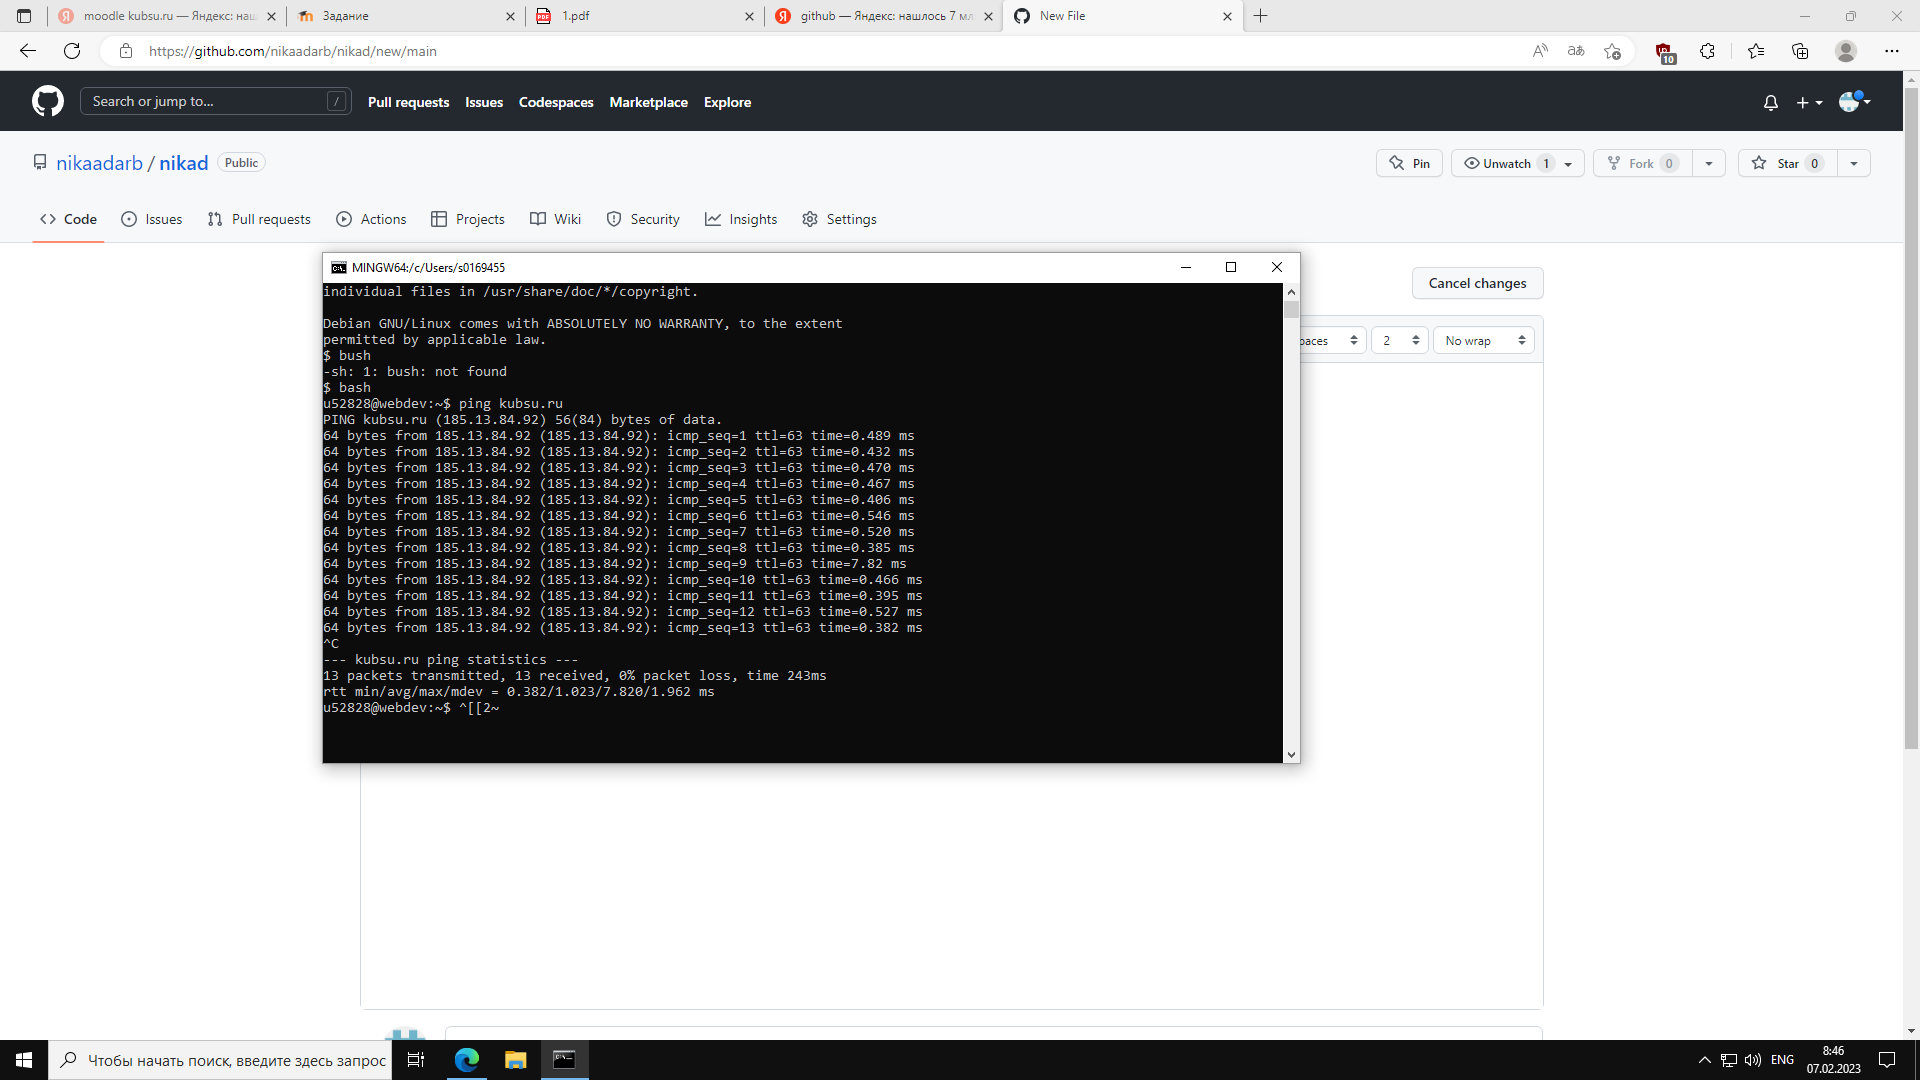 moodle kubsu.ru — Яндекс: наш
Задание
1.pdf
github — Яндекс: нашлось 7 мл
New File
https://github.com/nikaadarb/nikad/new/main
10
Search or jump to...
/
Pull requests
Issues
Codespaces
Marketplace
Explore
nikaadarb / nikad
Public
Pin
Unwatch 1
Fork 0
Star 0
Code
Issues
Pull requests
Actions
Projects
Wiki
Security
Insights
Settings
MINGW64:/c/Users/s0169455
Cancel changes
paces
2
No wrap
individual files in /usr/share/doc/*/copyright.
Debian GNU/Linux comes with ABSOLUTELY NO WARRANTY, to the extent
permitted by applicable law.
$ bush
-sh: 1: bush: not found
$ bash
u52828@webdev:~$ ping kubsu.ru
PING kubsu.ru (185.13.84.92) 56(84) bytes of data.
64 bytes from 185.13.84.92 (185.13.84.92): icmp_seq=1 ttl=63 time=0.489 ms
64 bytes from 185.13.84.92 (185.13.84.92): icmp_seq=2 ttl=63 time=0.432 ms
64 bytes from 185.13.84.92 (185.13.84.92): icmp_seq=3 ttl=63 time=0.470 ms
64 bytes from 185.13.84.92 (185.13.84.92): icmp_seq=4 ttl=63 time=0.467 ms
64 bytes from 185.13.84.92 (185.13.84.92): icmp_seq=5 ttl=63 time=0.406 ms
64 bytes from 185.13.84.92 (185.13.84.92): icmp_seq=6 ttl=63 time=0.546 ms
64 bytes from 185.13.84.92 (185.13.84.92): icmp_seq=7 ttl=63 time=0.520 ms
64 bytes from 185.13.84.92 (185.13.84.92): icmp_seq=8 ttl=63 time=0.385 ms
64 bytes from 185.13.84.92 (185.13.84.92): icmp_seq=9 ttl=63 time=7.82 ms
64 bytes from 185.13.84.92 (185.13.84.92): icmp_seq=10 ttl=63 time=0.466 ms
64 bytes from 185.13.84.92 (185.13.84.92): icmp_seq=11 ttl=63 time=0.395 ms
64 bytes from 185.13.84.92 (185.13.84.92): icmp_seq=12 ttl=63 time=0.527 ms
64 bytes from 185.13.84.92 (185.13.84.92): icmp_seq=13 ttl=63 time=0.382 ms
^C
--- kubsu.ru ping statistics ---
13 packets transmitted, 13 received, 0% packet loss, time 243ms
rtt min/avg/max/mdev = 0.382/1.023/7.820/1.962 ms
u52828@webdev:~$ ^[[2~
Чтобы начать поиск, введите здесь запрос
ENG
8:46
07.02.2023